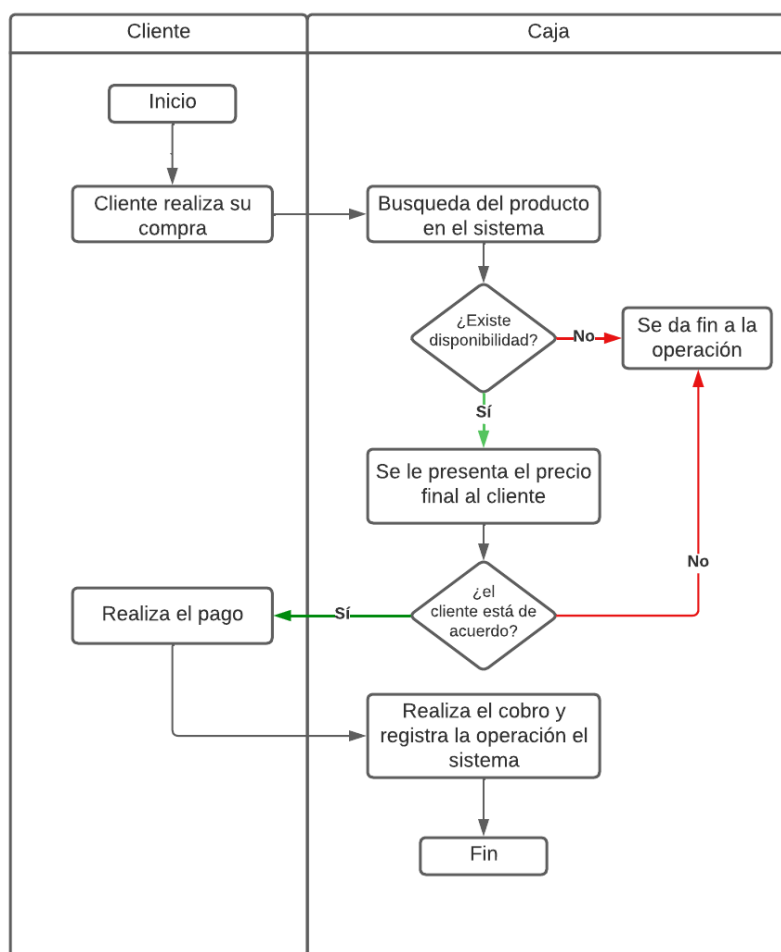 Cliente
Caja
Inicio
Cliente realiza su
compra
Busqueda del producto
en el sistema
¿Existe
disponibilidad?
No
Se da fin a la
operación
Sí
Se le presenta el precio
final al cliente
No
¿el
cliente está de
acuerdo?
Sí
Realiza el pago
Realiza el cobro y
registra la operación el
sistema
Fin